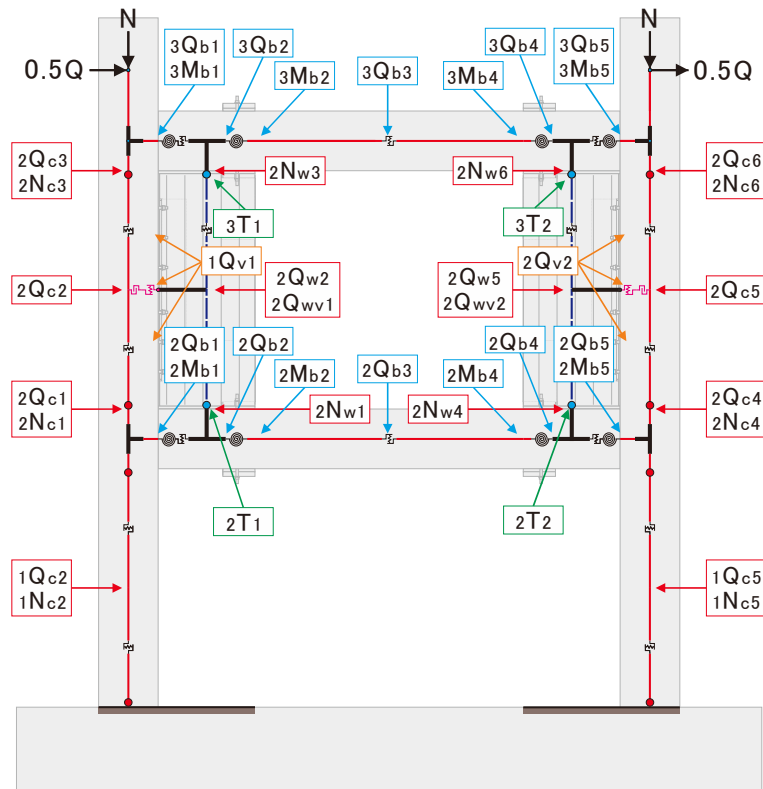 N
N
0.5Q
0.5Q
3Qb1
3Mb1
3Qb2
3Mb2
3Qb3
3Mb4
3Qb4
3Qb5
3Mb5
2Qc3
2Nc3
2Nw3
2Nw6
2Qc6
2Nc6
3T1
3T2
1Qv1
2Qv2
2Qc2
2Qw2
2Qwv1
2Qw5
2Qwv2
2Qc5
2Qb1
2Mb1
2Qb2
2Mb2
2Qb3
2Mb4
2Qb4
2Qb5
2Mb5
2Qc1
2Nc1
2Nw1
2Nw4
2Qc4
2Nc4
2T1
2T2
1Qc2
1Nc2
1Qc5
1Nc5